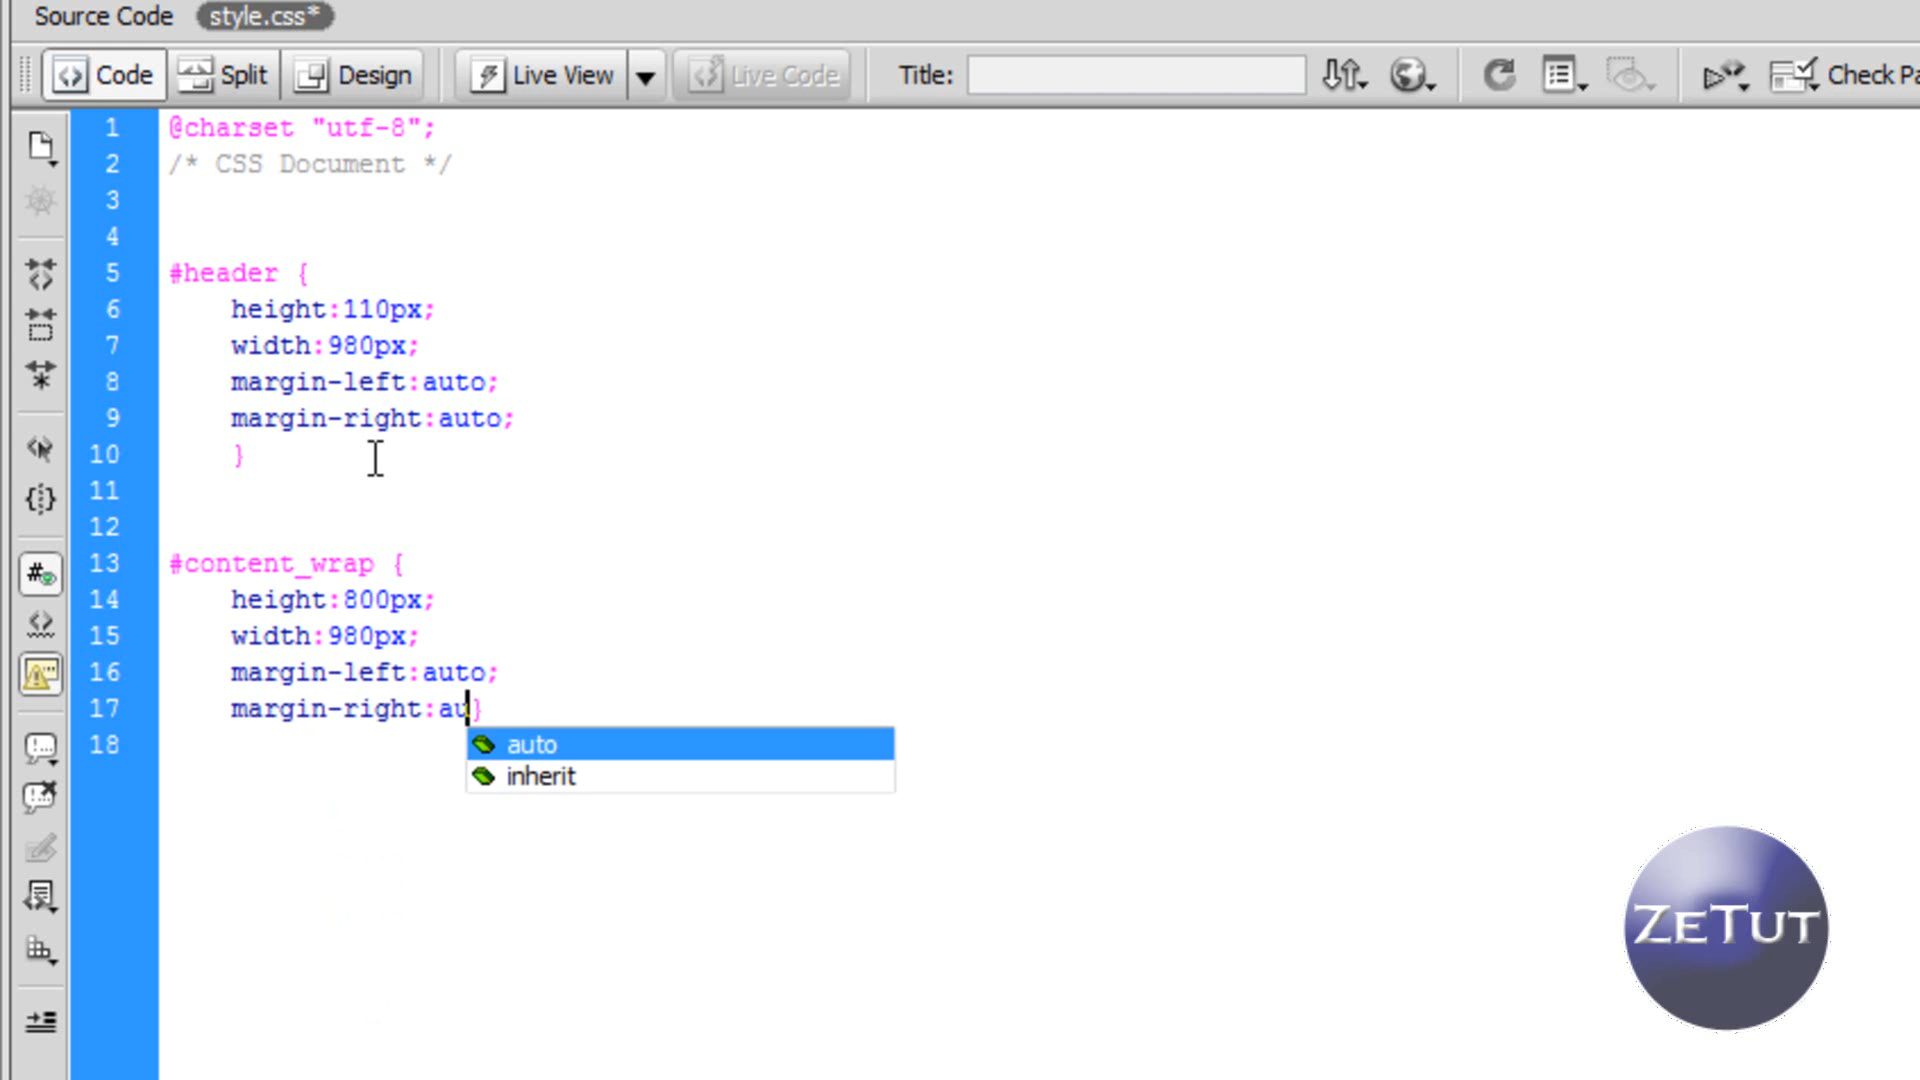 Source Code style.css*
Code Split Design Live View Live Code Title: Check Pa
1 @charset "utf-8";
2 /* CSS Document */
3
4
5 #header {
6 height:110px;
7 width:980px;
8 margin-left:auto;
9 margin-right:auto;
10 }
11
12
13 #content_wrap {
14 height:800px;
15 width:980px;
16 margin-left:auto;
17 margin-right:au}
18
auto
inherit
ZeTut